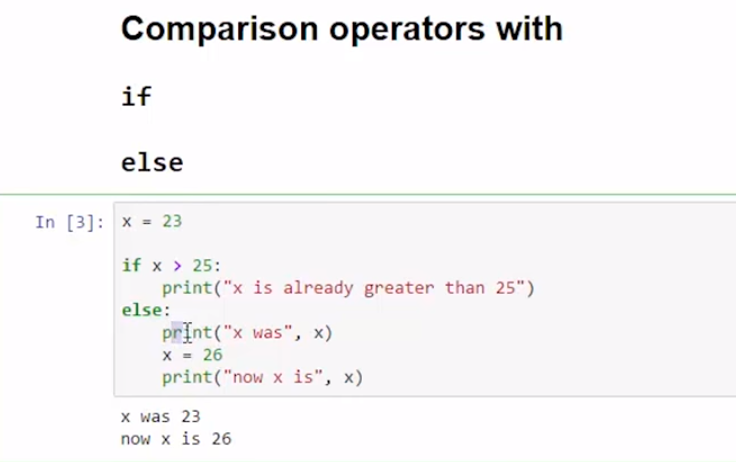 Comparison operators with
if
else
In [3]: x = 23
if x > 25:
    print("x is already greater than 25")
else:
    print("x was", x)
    x = 26
    print("now x is", x)
x was 23
now x is 26